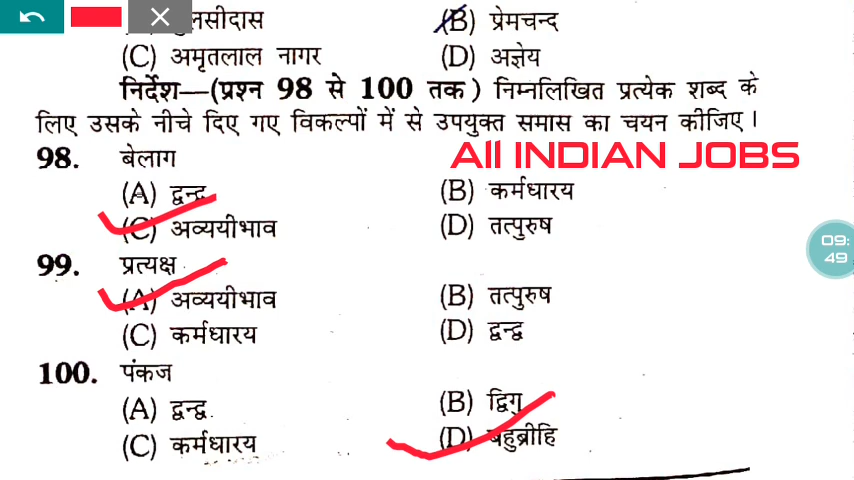 लसीदास (B) प्रेमचन्द
(C) अमृतलाल नागर (D) अज्ञेय
निर्देश—(प्रश्न 98 से 100 तक) निम्नलिखित प्रत्येक शब्द के
लिए उसके नीचे दिए गए विकल्पों में से उपयुक्त समास का चयन कीजिए।
98. बेलाग
All INDIAN JOBS
(A) द्वन्द्व (B) कर्मधारय
(C) अव्ययीभाव (D) तत्पुरुष
09:
49
99. प्रत्यक्ष
(A) अव्ययीभाव (B) तत्पुरुष
(C) कर्मधारय (D) द्वन्द्व
100. पंकज
(A) द्वन्द्व (B) द्विगु
(C) कर्मधारय (D) बहुब्रीहि